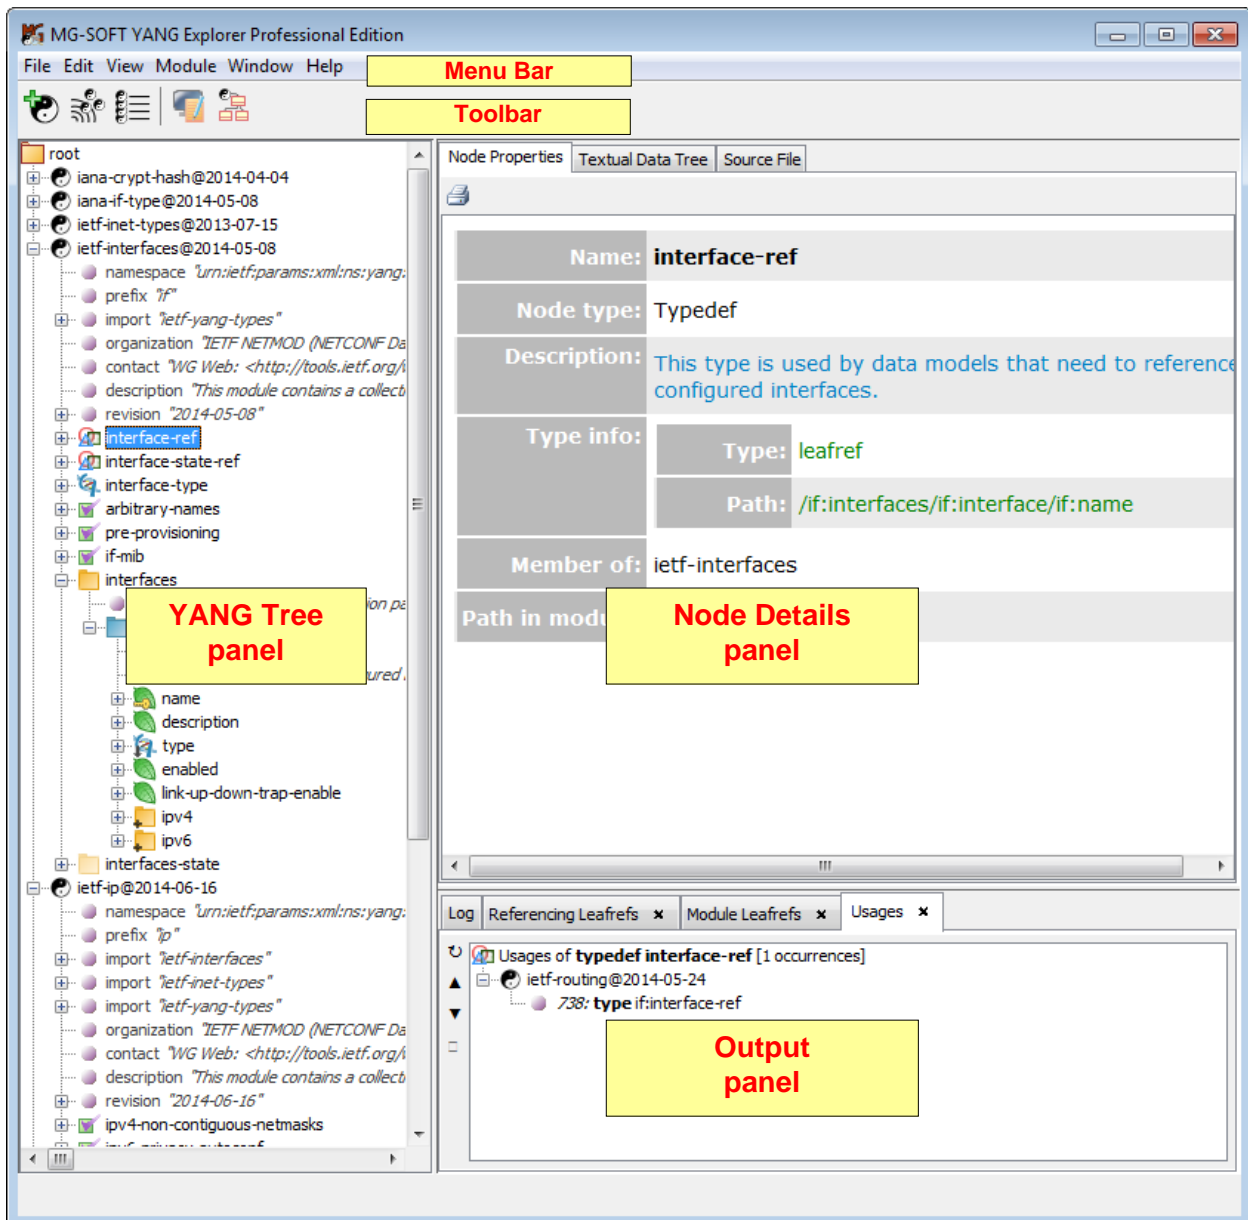 MG-SOFT YANG Explorer Professional Edition
File Edit View Module Window Help
Menu Bar
Toolbar
root
iana-crypt-hash@2014-04-04
iana-if-type@2014-05-08
ietf-inet-types@2013-07-15
ietf-interfaces@2014-05-08
namespace "urn:ietf:params:xml:ns:yang:
prefix "if"
import "ietf-yang-types"
organization "IETF NETMOD (NETCONF Da
contact "WG Web: <http://tools.ietf.org/
description "This module contains a collecti
revision "2014-05-08"
interface-ref
interface-state-ref
interface-type
arbitrary-names
pre-provisioning
if-mib
interfaces
ion pa
YANG Tree
panel
ured
name
description
type
enabled
link-up-down-trap-enable
ipv4
ipv6
interfaces-state
ietf-ip@2014-06-16
namespace "urn:ietf:params:xml:ns:yang:
prefix "ip"
import "ietf-interfaces"
import "ietf-inet-types"
import "ietf-yang-types"
organization "IETF NETMOD (NETCONF Da
contact "WG Web: <http://tools.ietf.org/
description "This module contains a collecti
revision "2014-06-16"
ipv4-non-contiguous-netmasks
Node Properties Textual Data Tree Source File
Name: interface-ref
Node type: Typedef
Description: This type is used by data models that need to reference
configured interfaces.
Type info:
Type: leafref
Path: /if:interfaces/if:interface/if:name
Member of: ietf-interfaces
Path in modu
Node Details
panel
Log Referencing Leafrefs Module Leafrefs Usages
Usages of typedef interface-ref [1 occurrences]
ietf-routing@2014-05-24
738: type if:interface-ref
Output
panel